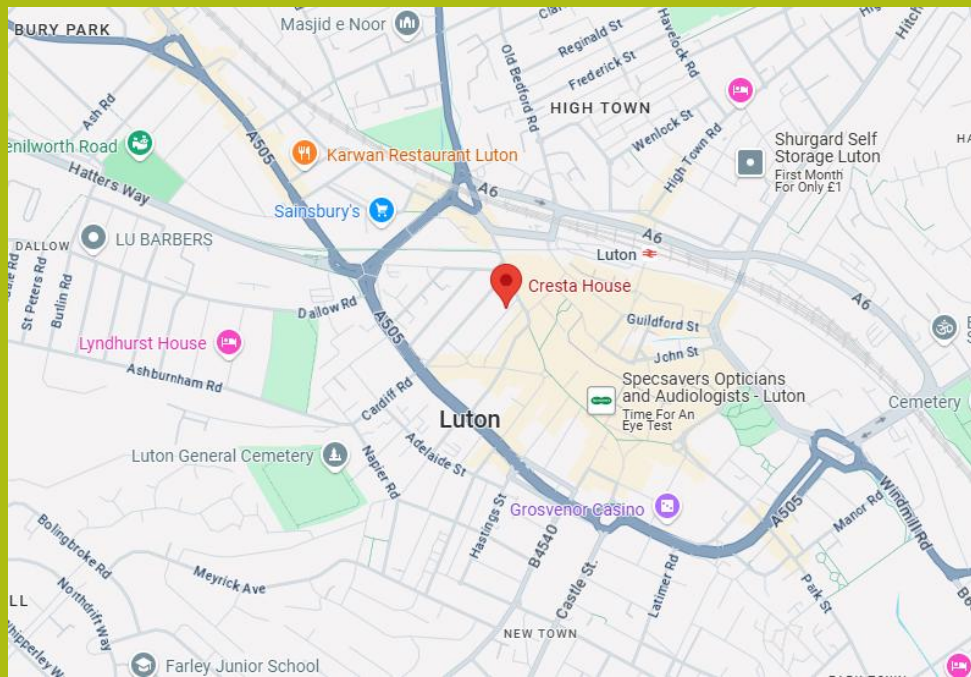 BURY PARK
Masjid e Noor
Reginald St
Havelock Rd
Old Bedford Rd
Frederick St
HIGH TOWN
Wenlock St
High Town Rd
Ash Rd
A505
enilworth Road
Karwan Restaurant Luton
Shurgard Self
Storage Luton
First Month
For Only £1
Hatters Way
A6
Sainsbury's
DALLOW
LU BARBERS
Luton
A6
St Peters Rd
Butlin Rd
Cresta House
A6
Dallow Rd
A505
Guildford St
Lyndhurst House
John St
Ashburnham Rd
Specsavers Opticians
and Audiologists - Luton
Time For An
Eye Test
Cardiff Rd
Cemetery
Luton
Adelaide St
Luton General Cemetery
Napier Rd
Grosvenor Casino
Hastings St
A505
Manor Rd
Windmill Rd
Bolingbroke Rd
B4540
Meyrick Ave
Castle St.
Latimer Rd
Park St
Northdrift Way
NEW TOWN
Farley Junior School